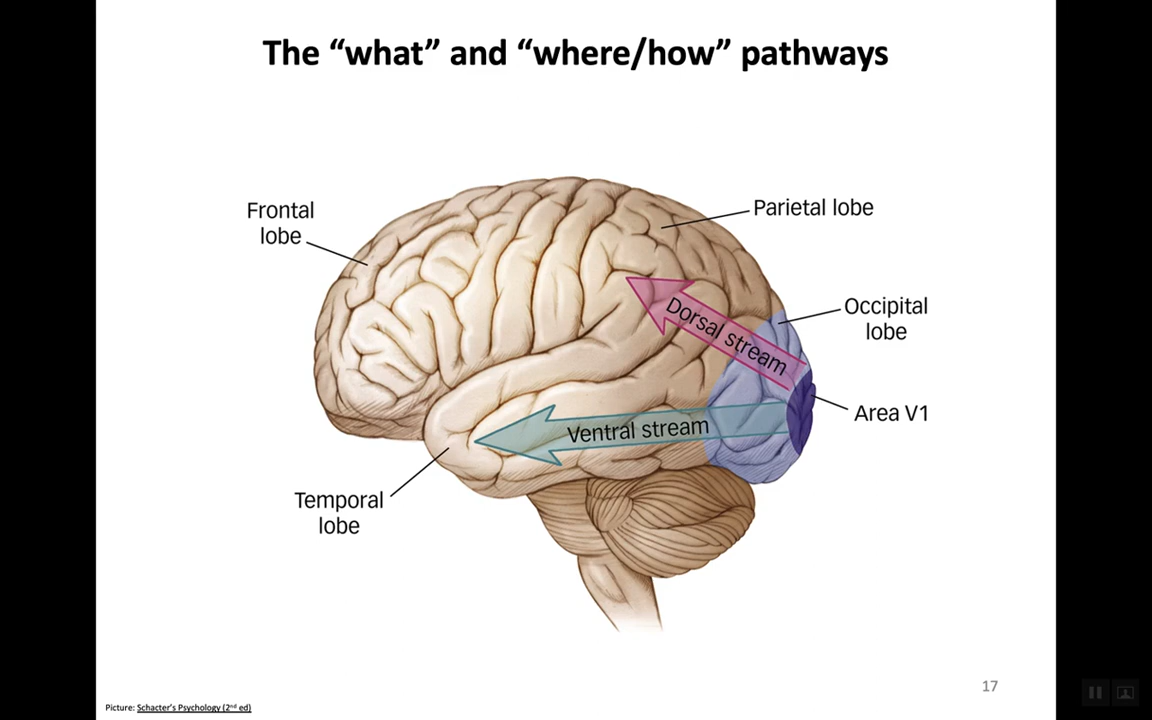 The “what” and “where/how” pathways
Frontal
lobe
Parietal lobe
Dorsal stream
Occipital
lobe
Area V1
Ventral stream
Temporal
lobe
17
Picture: Schacter’s Psychology (2nd ed)